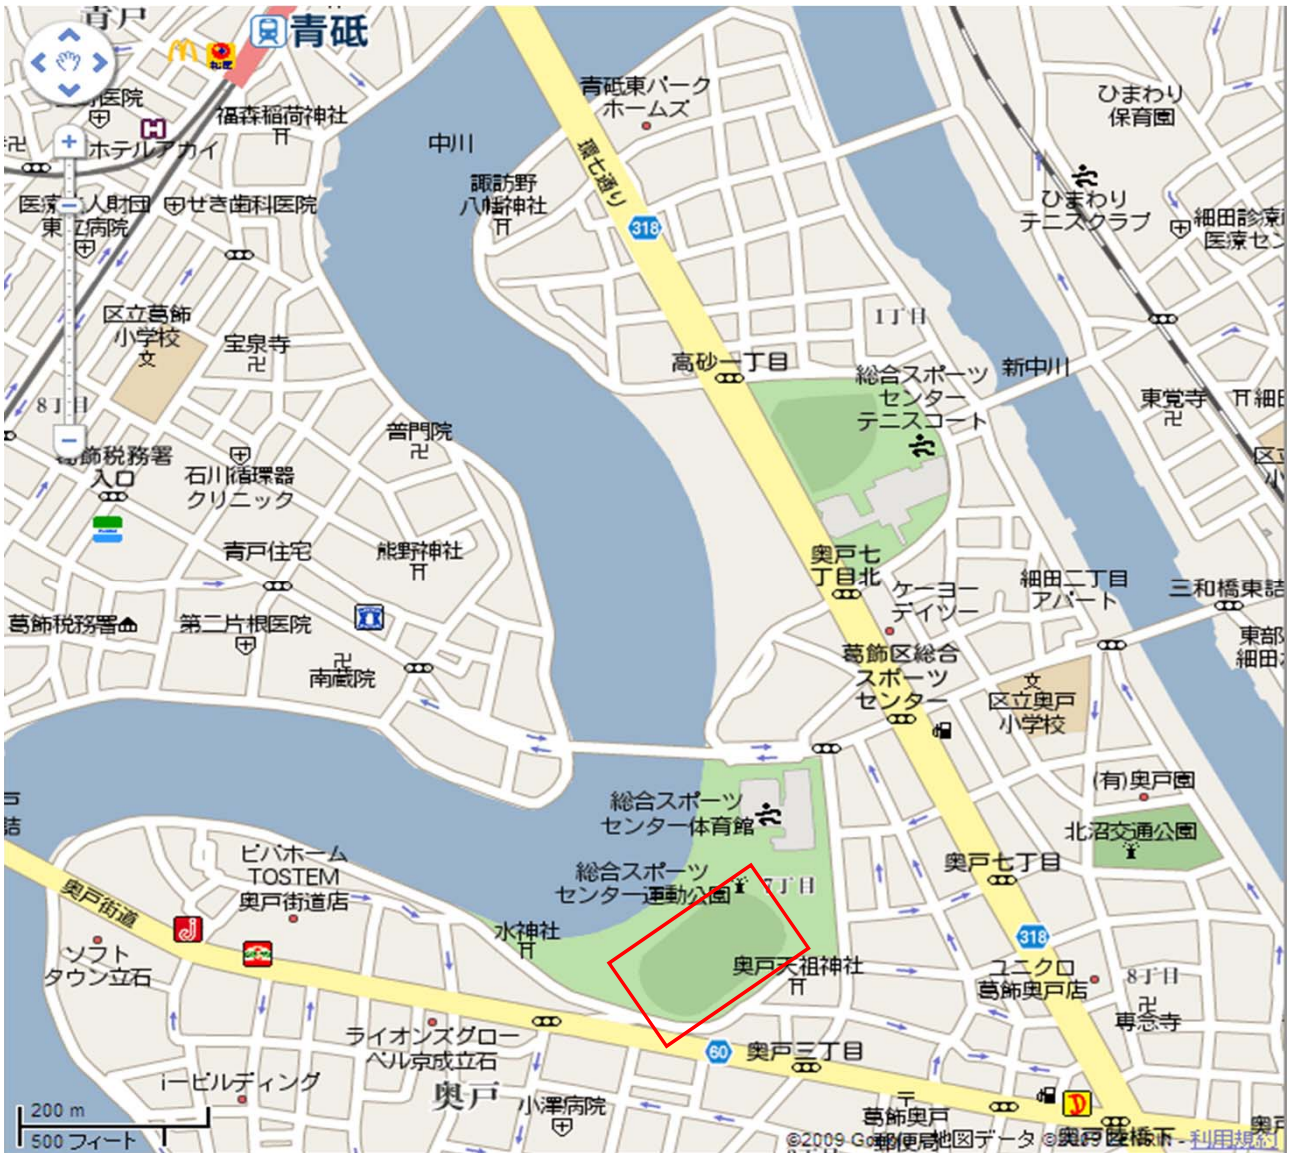 青戸
青砥
福森稲荷神社
ホテルアカイ
せき歯科医院
中川
諏訪野
八幡神社
青砥東パーク
ホームズ
環七通り
318
ひまわり
保育園
ひまわり
テニスクラブ
細田診療
医療セン
区立葛飾
小学校
宝泉寺
8丁目
1丁目
高砂一丁目
総合スポーツ
センター
テニスコート
新中川
東覚寺
普門院
飾税務署
入口
石川循環器
クリニック
青戸住宅
熊野神社
奥戸七
丁目北
ケーヨー
デイツー
細田二丁目
アパート
三和橋東詰
葛飾税務署
第二片根医院
南蔵院
葛飾区総合
スポーツ
センター
区立奥戸
小学校
東部
細田
総合スポーツ
センター体育館
(有)奥戸園
北沼交通公園
ビバホーム
TOSTEM
奥戸街道店
総合スポーツ
センター運動公園
7丁目
奥戸七丁目
奥戸街道
水神社
318
ソフト
タウン立石
奥戸天祖神社
ユニクロ
葛飾奥戸店
8丁目
専念寺
ライオンズグロー
ベル京成立石
60
奥戸三丁目
i-ビルディング
奥戸
小澤病院
葛飾奥戸
郵便局
奥戸陸橋下
200 m
500 フィート
地図データ
利用規約